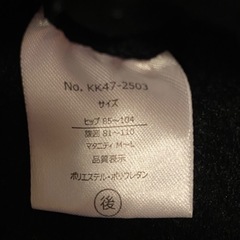 No. KK47-2503
サイズ
ヒップ 85～104
腹囲 81～110
マタニティ M～L
品質表示
ポリエステル・ポリウレタン
後